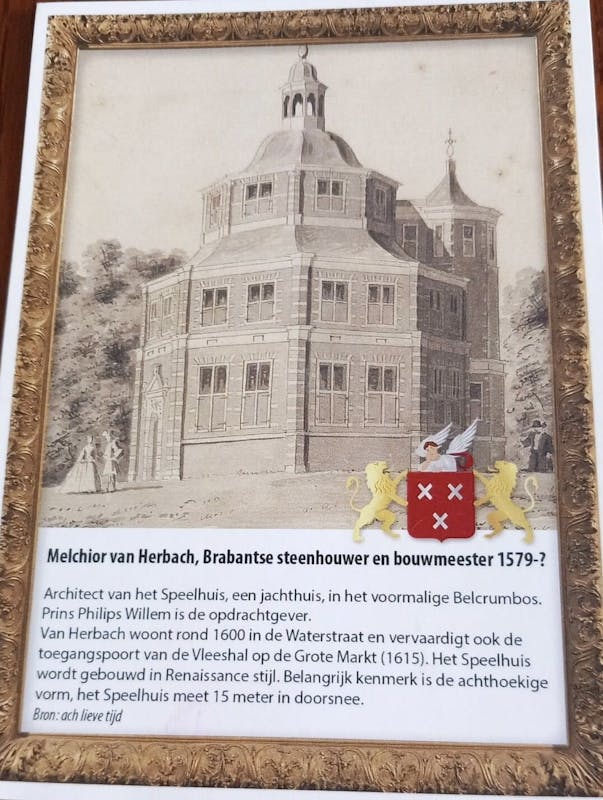 Melchior van Herbach, Brabantse steenhouwer en bouwmeester 1579-?
Architect van het Speelhuis, een jachthuis, in het voormalige Belcrumbos.
Prins Philips Willem is de opdrachtgever.
Van Herbach woont rond 1600 in de Waterstraat en vervaardigt ook de
toegangspoort van de Vleeshal op de Grote Markt (1615). Het Speelhuis
wordt gebouwd in Renaissance stijl. Belangrijk kenmerk is de achthoekige
vorm, het Speelhuis meet 15 meter in doorsnee.
Bron: ach lieve tijd